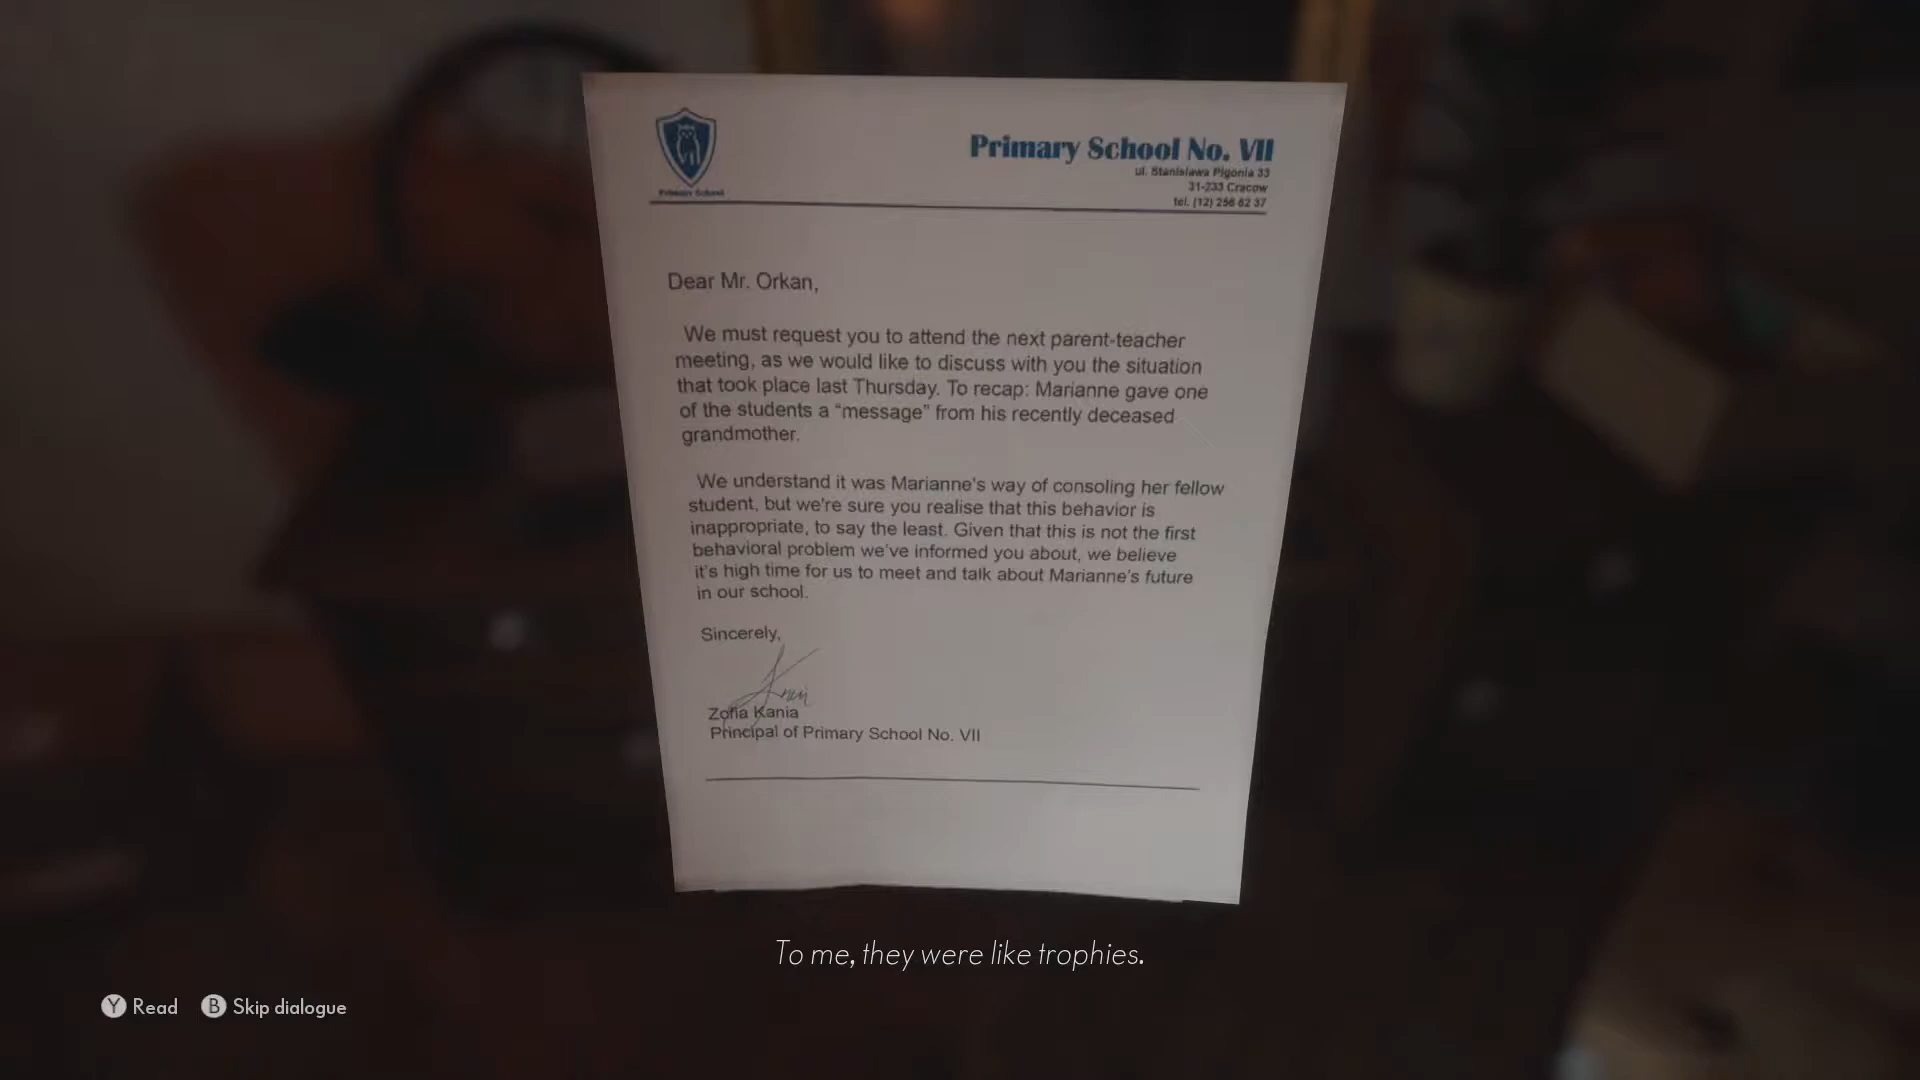 Primary School No. VII
ul. Stanislawa Pigonia 33
31-233 Cracow
tel. (12) 256 62 37
Primary School
Dear Mr. Orkan,
We must request you to attend the next parent-teacher
meeting, as we would like to discuss with you the situation
that took place last Thursday. To recap: Marianne gave one
of the students a “message” from his recently deceased
grandmother.
We understand it was Marianne's way of consoling her fellow
student, but we're sure you realise that this behavior is
inappropriate, to say the least. Given that this is not the first
behavioral problem we've informed you about, we believe
it's high time for us to meet and talk about Marianne's future
in our school.
Sincerely,
Zofia Kania
Principal of Primary School No. VII
To me, they were like trophies.
Y Read B Skip dialogue